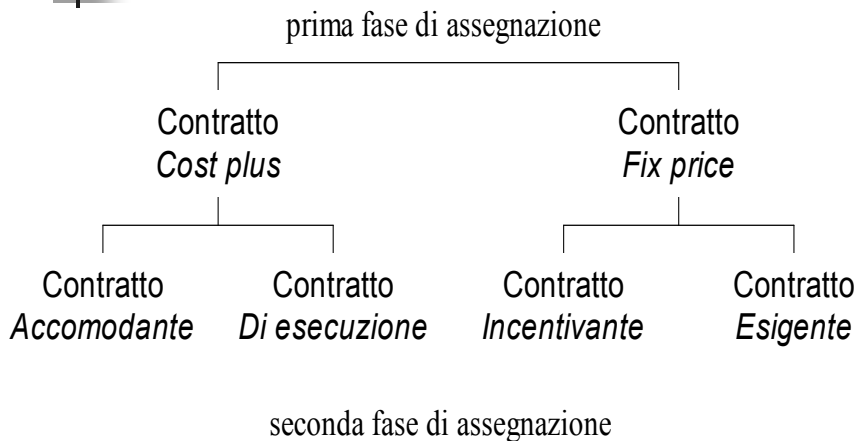 prima fase di assegnazione
Contratto
Cost plus
Contratto
Fix price
Contratto
Accomodante
Contratto
Di esecuzione
Contratto
Incentivante
Contratto
Esigente
seconda fase di assegnazione